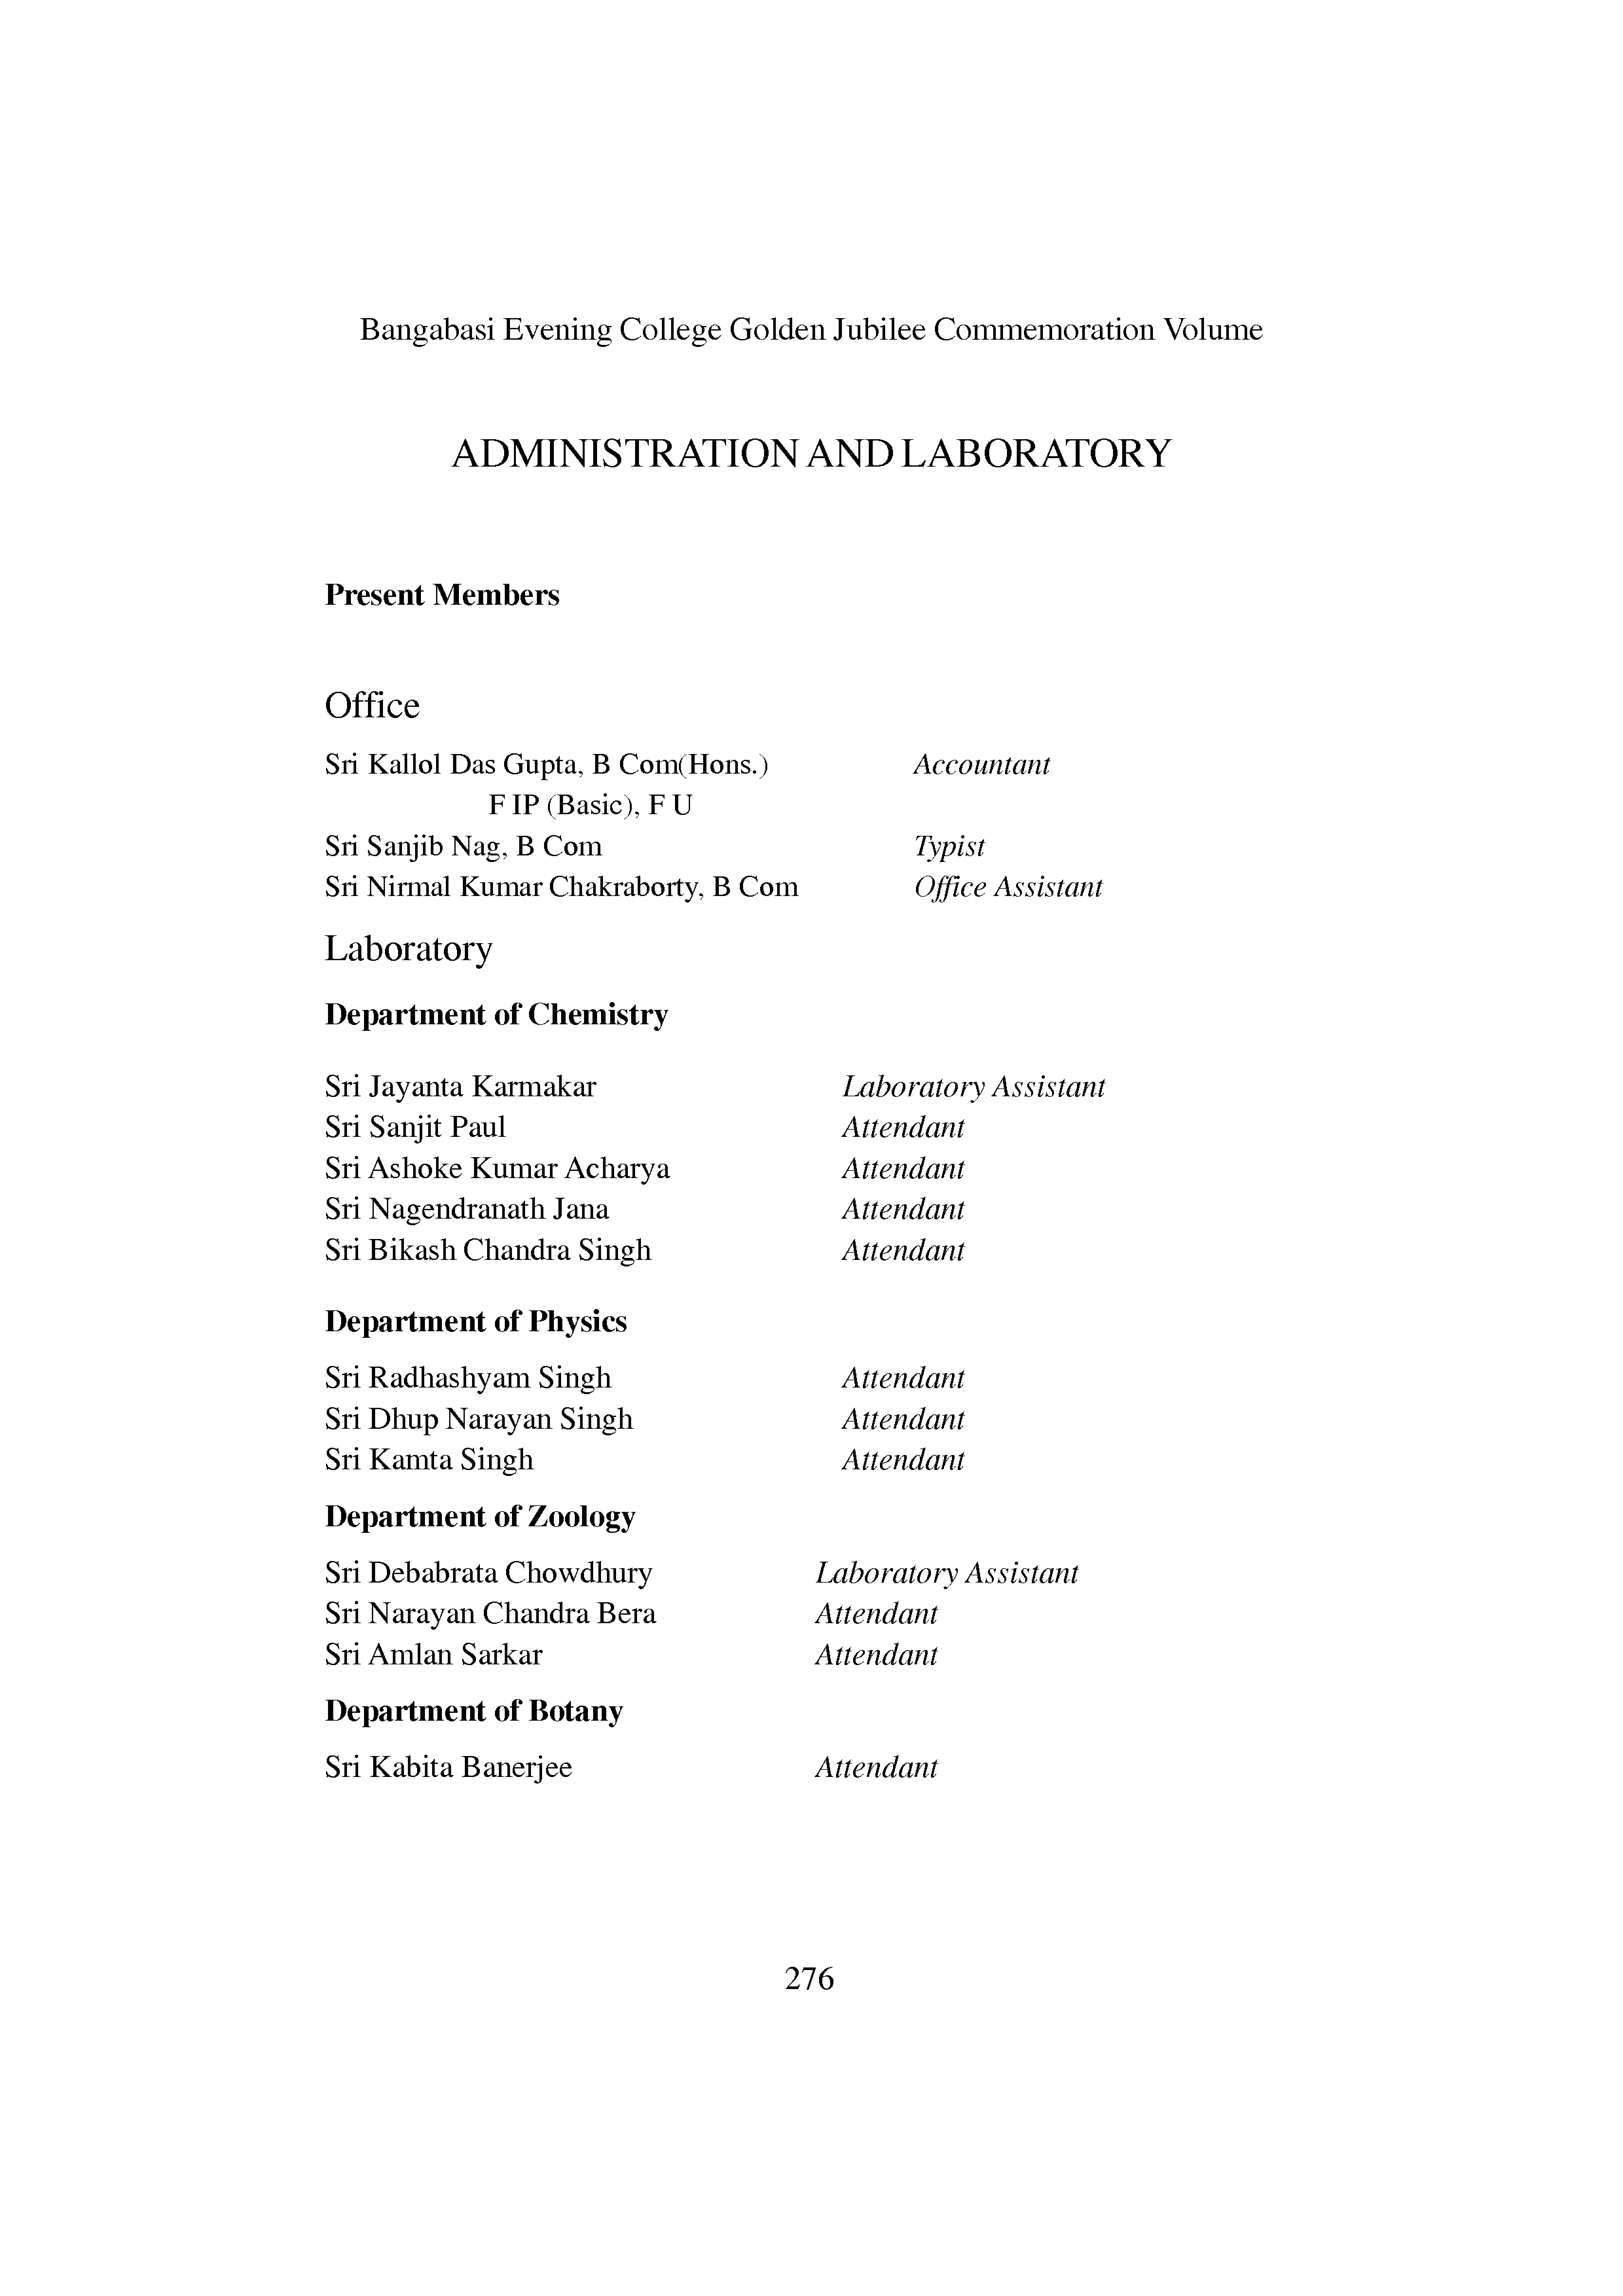 Bangabasi Evening College Golden Jubilee Commemoration Volume
ADMINISTRATION AND LABORATORY
Present Members
Office
Sri Kallol Das Gupta, B Com(Hons.) Accountant
F IP (Basic), F U
Sri Sanjib Nag, B Com Typist
Sri Nirmal Kumar Chakraborty, B Com Office Assistant
Laboratory
Department of Chemistry
Sri Jayanta Karmakar Laboratory Assistant
Sri Sanjit Paul Attendant
Sri Ashoke Kumar Acharya Attendant
Sri Nagendranath Jana Attendant
Sri Bikash Chandra Singh Attendant
Department of Physics
Sri Radhashyam Singh Attendant
Sri Dhup Narayan Singh Attendant
Sri Kamta Singh Attendant
Department of Zoology
Sri Debabrata Chowdhury Laboratory Assistant
Sri Narayan Chandra Bera Attendant
Sri Amlan Sarkar Attendant
Department of Botany
Sri Kabita Banerjee Attendant
276